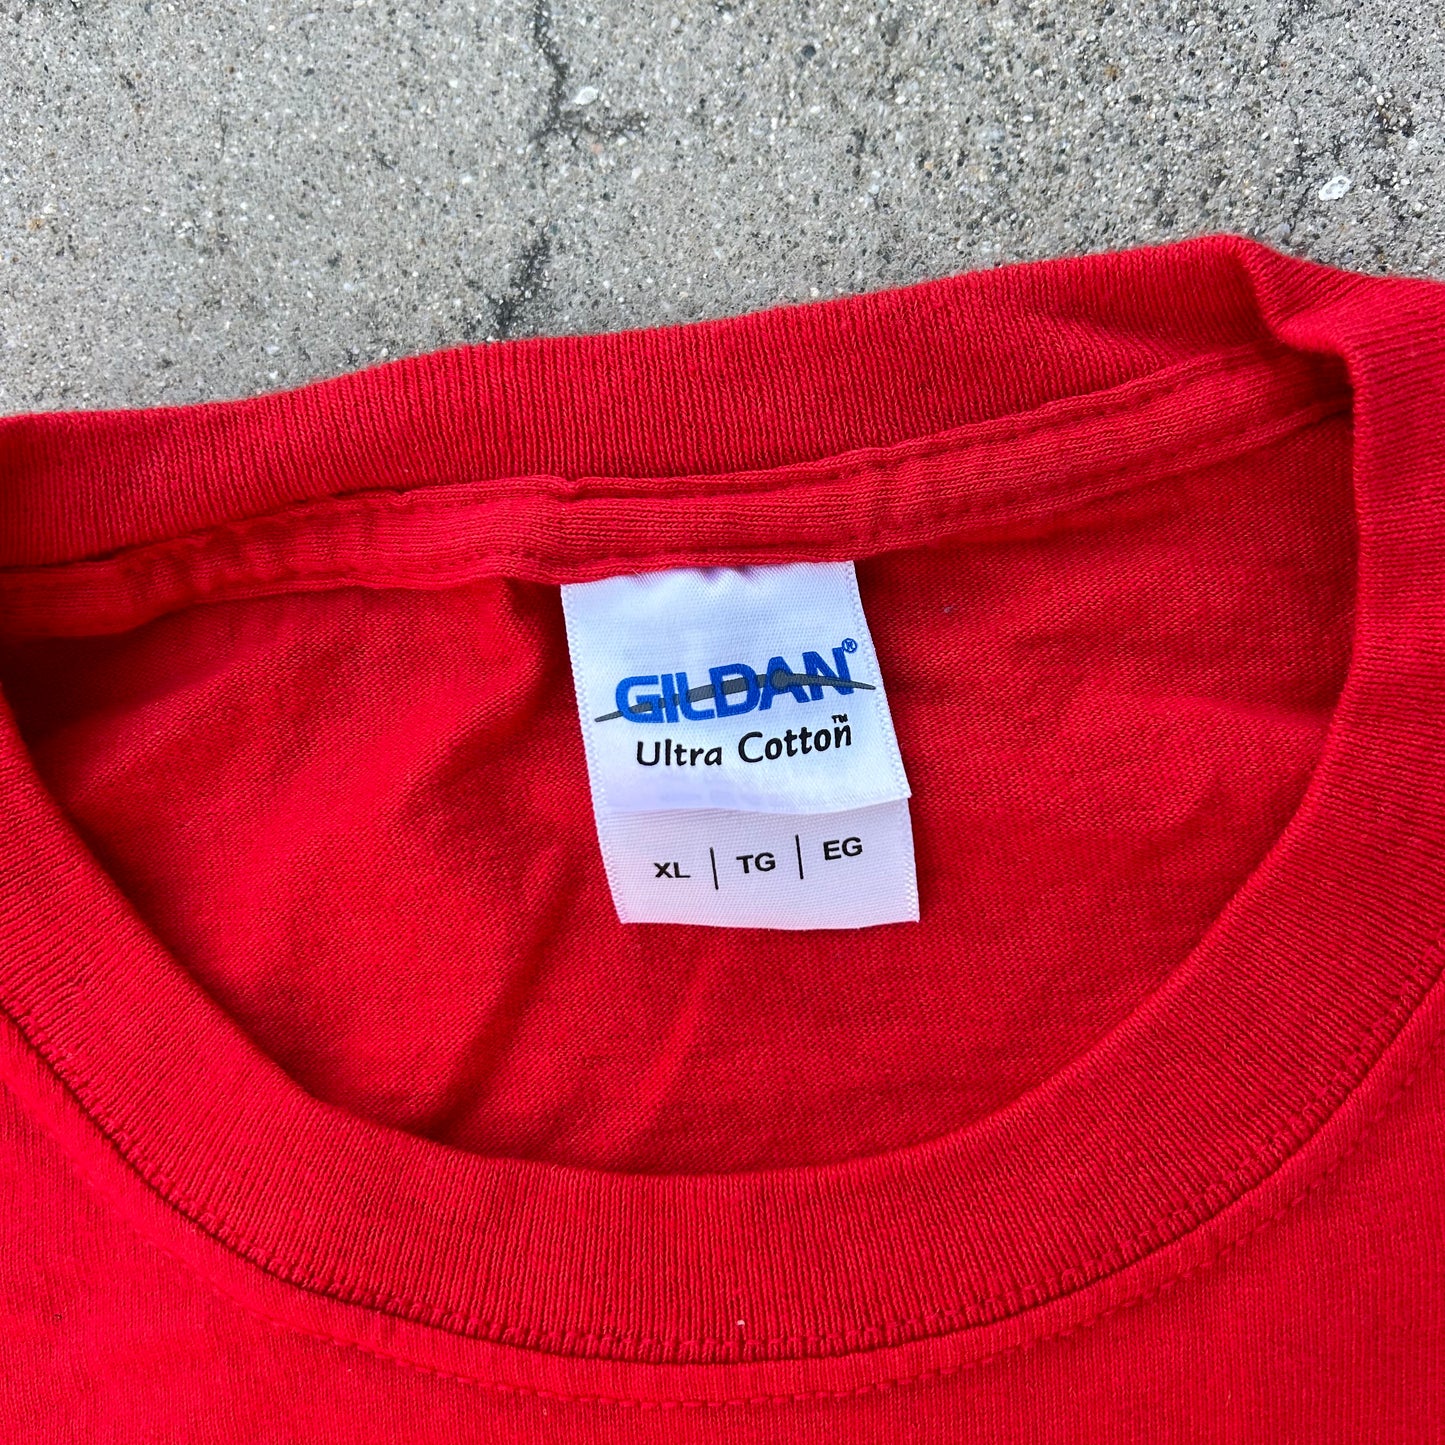 GILDAN®
Ultra Cotton™
XL | TG | EG